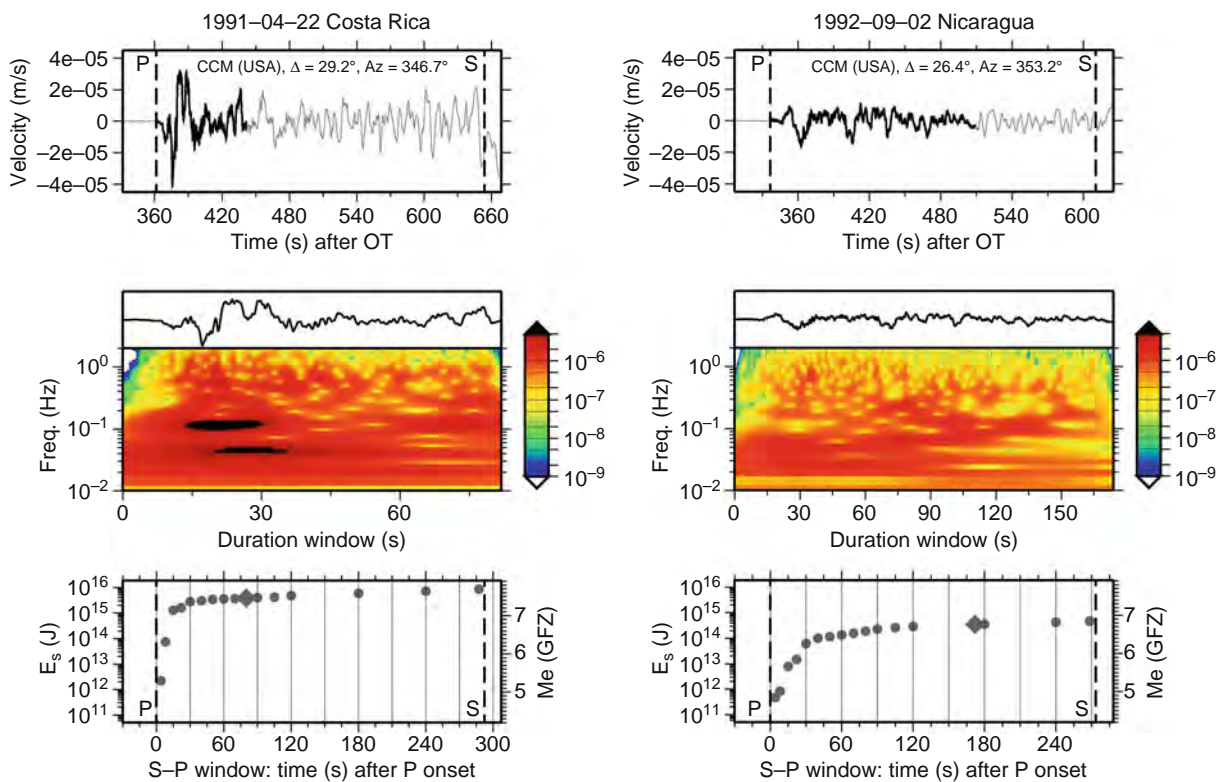 1991–04–22 Costa Rica
4e–05
2e–05
0
–2e–05
–4e–05
Velocity (m/s)
P
CCM (USA), Δ = 29.2°, Az = 346.7°
S
360
420
480
540
600
660
Time (s) after OT
10⁰
10⁻¹
10⁻²
Freq. (Hz)
0
30
60
Duration window (s)
10⁻⁶
10⁻⁷
10⁻⁸
10⁻⁹
10¹⁶
10¹⁵
10¹⁴
10¹³
10¹²
10¹¹
Eₛ (J)
P
S
7
6
5
Me (GFZ)
0
60
120
180
240
300
S–P window: time (s) after P onset
1992–09–02 Nicaragua
4e–05
2e–05
0
–2e–05
–4e–05
Velocity (m/s)
P
CCM (USA), Δ = 26.4°, Az = 353.2°
S
360
420
480
540
600
Time (s) after OT
10⁰
10⁻¹
10⁻²
Freq. (Hz)
0
30
60
90
120
150
Duration window (s)
10⁻⁶
10⁻⁷
10⁻⁸
10⁻⁹
10¹⁶
10¹⁵
10¹⁴
10¹³
10¹²
10¹¹
Eₛ (J)
P
S
7
6
5
Me (GFZ)
0
60
120
180
240
S–P window: time (s) after P onset